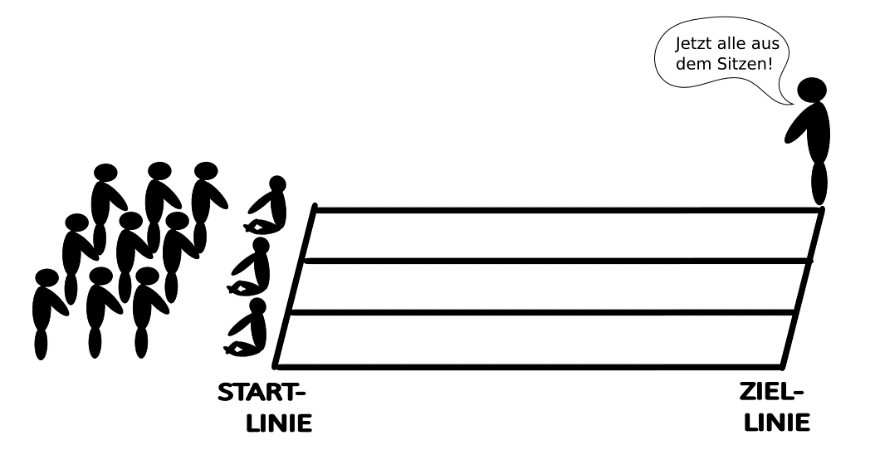 Jetzt alle aus
dem Sitzen!
START-
LINIE
ZIEL-
LINIE